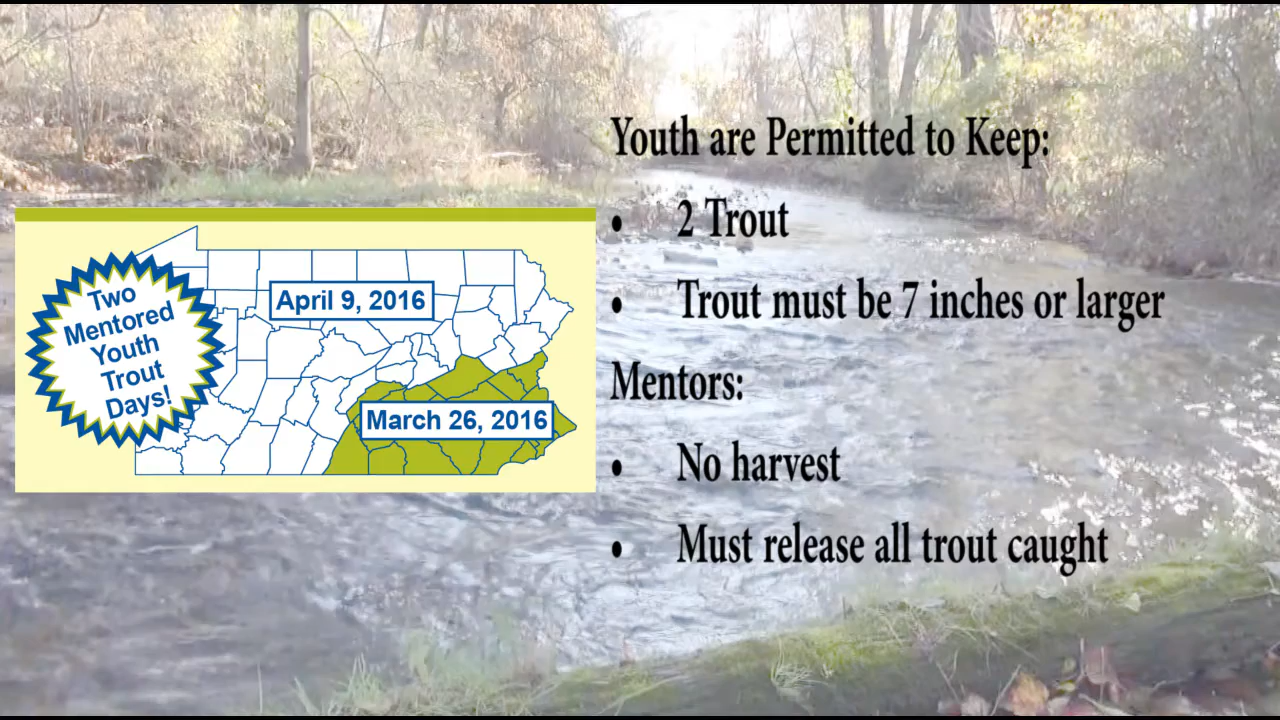 Two
Mentored
Youth
Trout
Days!
April 9, 2016
March 26, 2016
Youth are Permitted to Keep:
• 2 Trout
• Trout must be 7 inches or larger
Mentors:
• No harvest
• Must release all trout caught